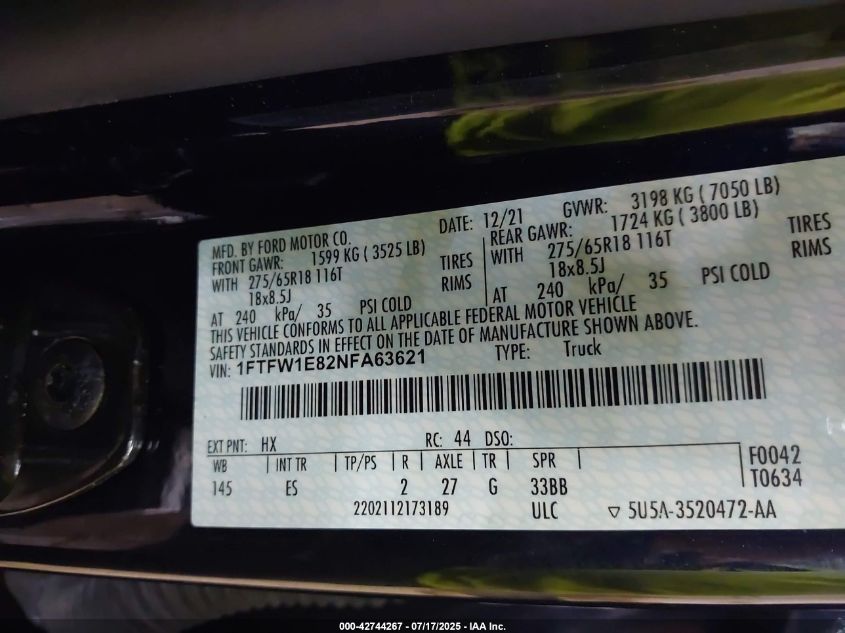 MFD. BY FORD MOTOR CO. DATE: 12/21 GVWR: 3198 KG ( 7050 LB)
FRONT GAWR: 1599 KG ( 3525 LB) REAR GAWR: 1724 KG ( 3800 LB)
WITH 275/65R18 116T TIRES WITH 275/65R18 116T TIRES
18x8.5J RIMS 18x8.5J RIMS
AT 240 kPa/ 35 PSI COLD AT 240 kPa/ 35 PSI COLD
THIS VEHICLE CONFORMS TO ALL APPLICABLE FEDERAL MOTOR VEHICLE
SAFETY STANDARDS IN EFFECT ON THE DATE OF MANUFACTURE SHOWN ABOVE.
VIN: 1FTFW1E82NFA63621 TYPE: Truck
EXT PNT: HX RC: 44 DSO:
WB INT TR TP/PS R AXLE TR SPR F0042
145 ES 2 27 G 33BB T0634
2202112173189 ULC ▽ 5U5A-3520472-AA
000-42744267 - 07/17/2025 - IAA Inc.